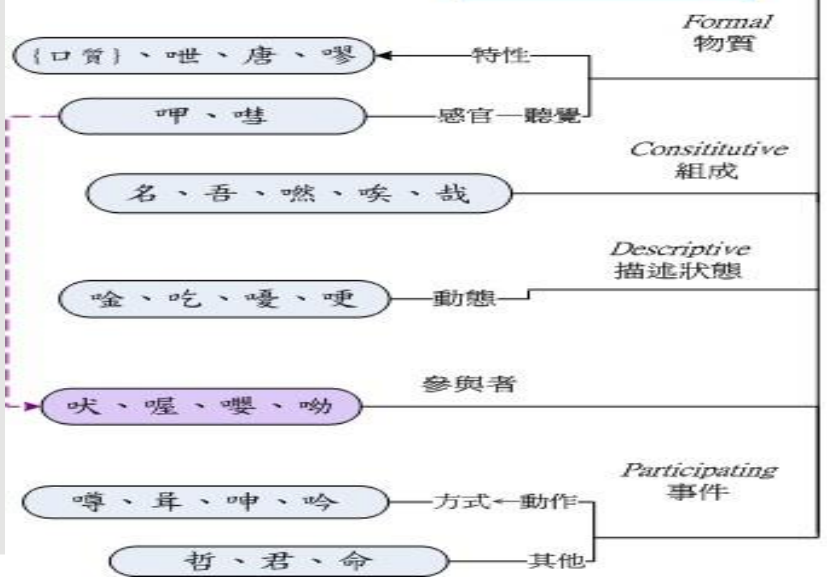 Formal
物質
{口質}、呭、唐、嘐 特性
呷、嘒 感官—聽覺
Consititutive
組成
名、吾、嘫、唉、哉
Descriptive
描述狀態
唫、吃、嚘、哽 動態
參與者
吠、喔、嚶、呦
Participating
事件
噂、咠、呻、吟 方式←動作
哲、君、命 其他